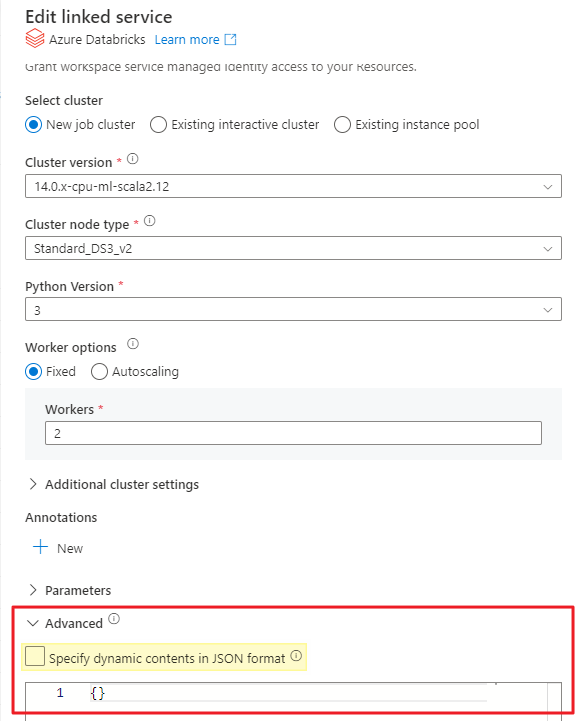 Edit linked service
Azure Databricks Learn more
Grant workspace service managed identity access to your Resources.
Select cluster
New job cluster Existing interactive cluster Existing instance pool
Cluster version *
14.0.x-cpu-ml-scala2.12
Cluster node type *
Standard_DS3_v2
Python Version *
3
Worker options
Fixed Autoscaling
Workers *
2
Additional cluster settings
Annotations
New
Parameters
Advanced
Specify dynamic contents in JSON format
1 {}